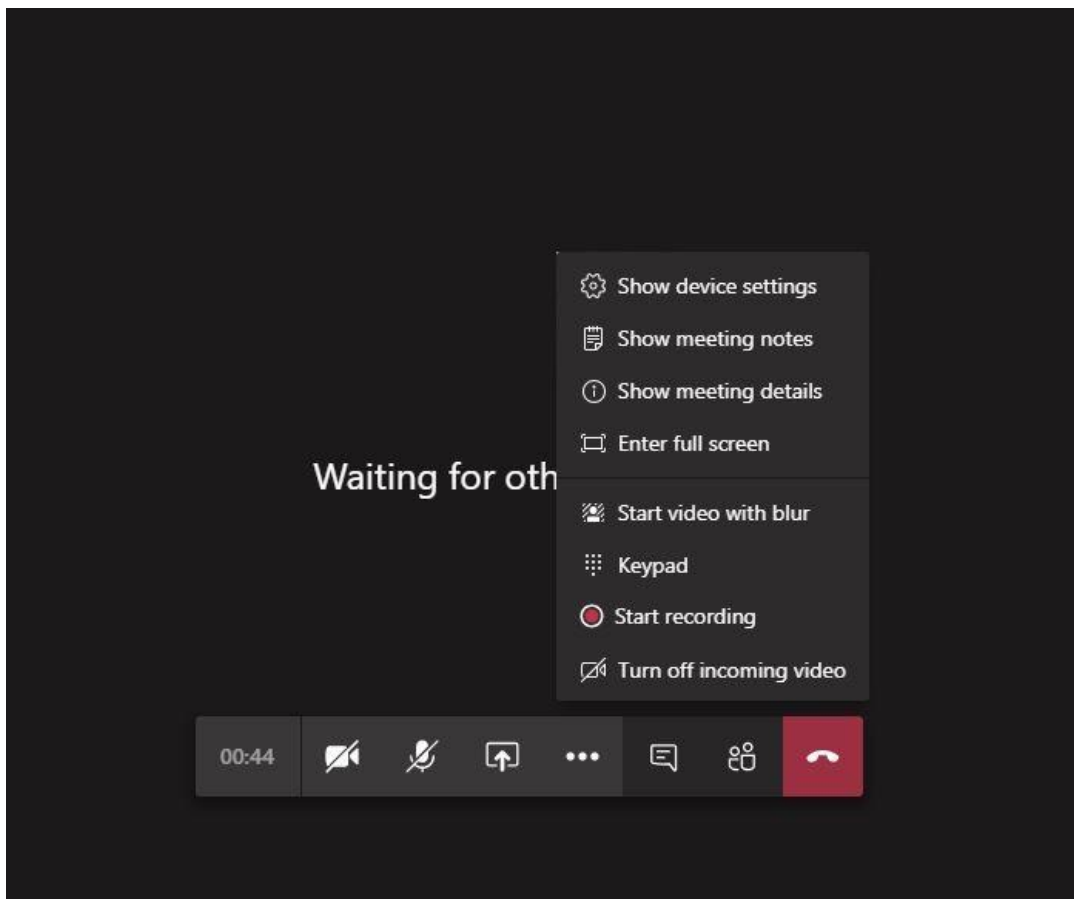 Show device settings
Show meeting notes
Show meeting details
Enter full screen
Waiting for oth
Start video with blur
Keypad
Start recording
Turn off incoming video
00:44